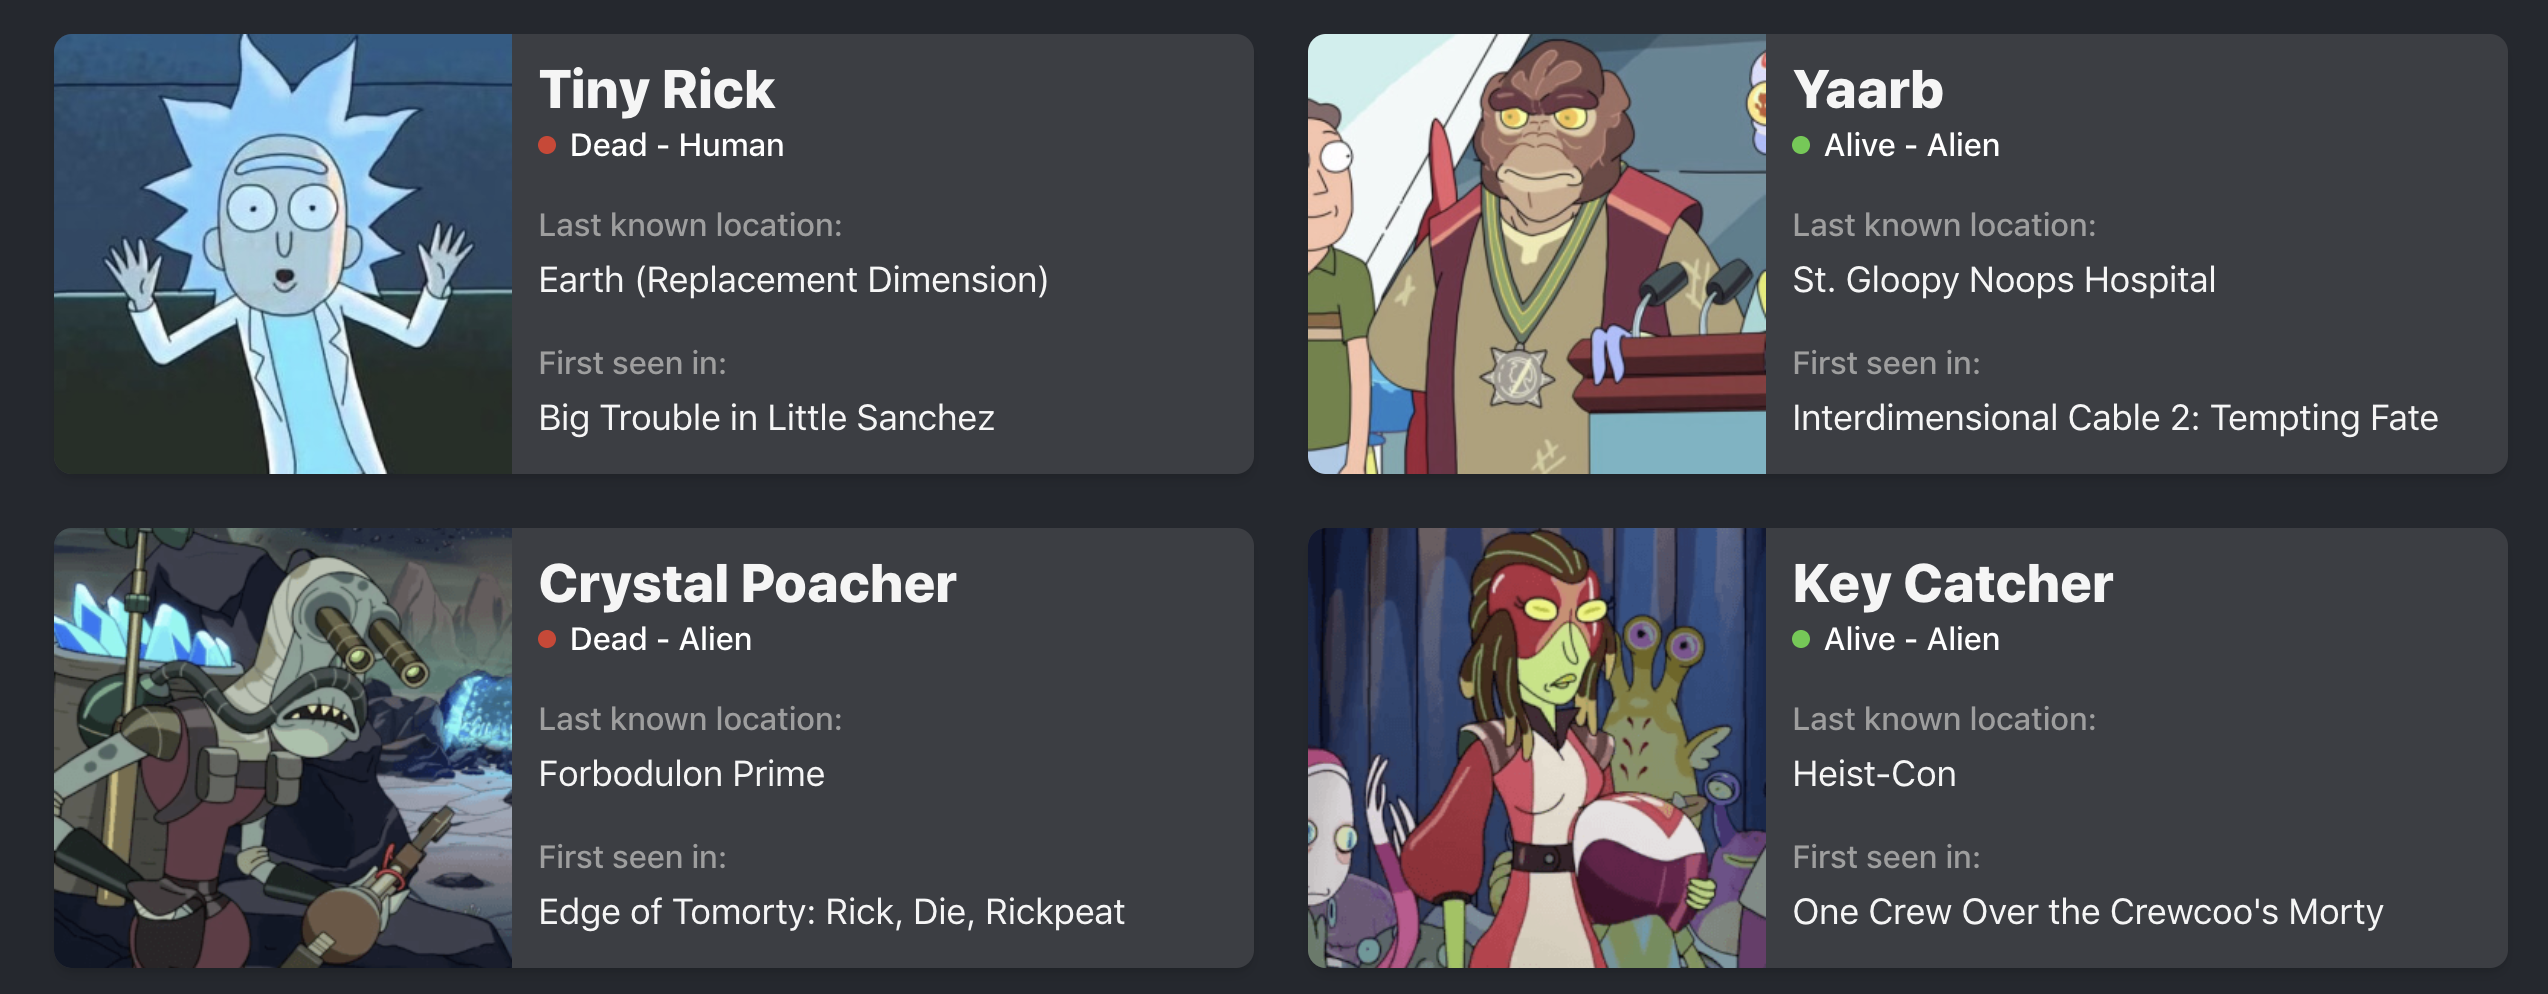 Tiny Rick
Dead - Human
Last known location:
Earth (Replacement Dimension)
First seen in:
Big Trouble in Little Sanchez
Yaarb
Alive - Alien
Last known location:
St. Gloopy Noops Hospital
First seen in:
Interdimensional Cable 2: Tempting Fate
Crystal Poacher
Dead - Alien
Last known location:
Forbodulon Prime
First seen in:
Edge of Tomorty: Rick, Die, Rickpeat
Key Catcher
Alive - Alien
Last known location:
Heist-Con
First seen in:
One Crew Over the Crewcoo's Morty